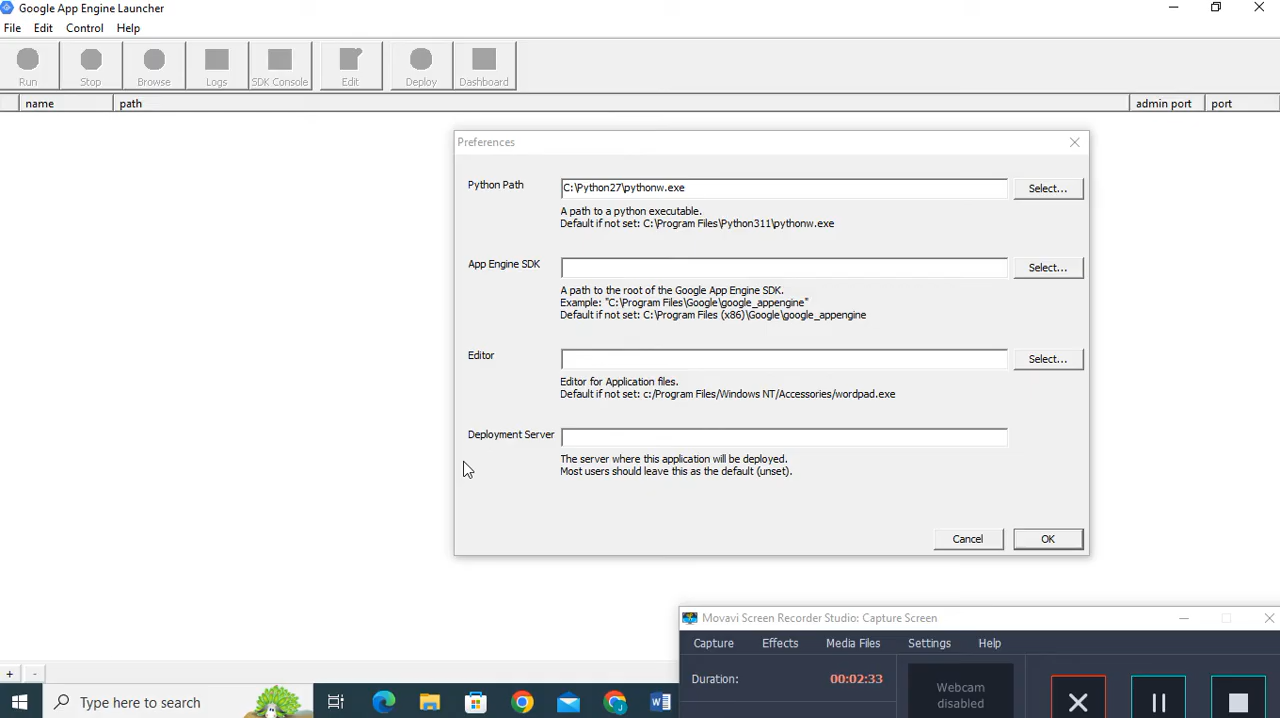 Google App Engine Launcher
File Edit Control Help
Run Stop Browse Logs SDK Console Edit Deploy Dashboard
name path admin port port
Preferences
Python Path C:\Python27\pythonw.exe Select...
A path to a python executable.
Default if not set: C:\Program Files\Python311\pythonw.exe
App Engine SDK Select...
A path to the root of the Google App Engine SDK.
Example: "C:\Program Files\Google\google_appengine"
Default if not set: C:\Program Files (x86)\Google\google_appengine
Editor Select...
Editor for Application files.
Default if not set: c:/Program Files/Windows NT/Accessories/wordpad.exe
Deployment Server
The server where this application will be deployed.
Most users should leave this as the default (unset).
Cancel OK
Movavi Screen Recorder Studio: Capture Screen
Capture Effects Media Files Settings Help
Duration: 00:02:33
Webcam
disabled
+ -
Type here to search